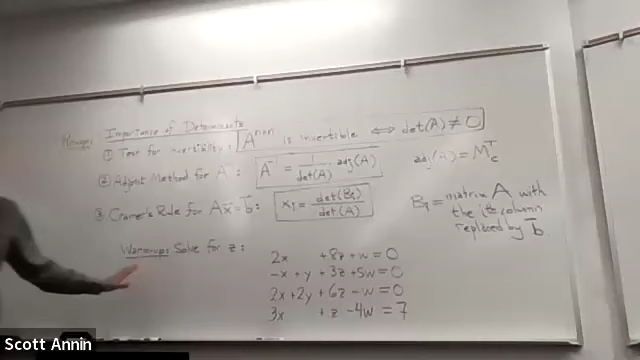 Importance of Determinants
① Test for invertibility: A^{n×n} is invertible ⟺ det(A) ≠ 0
② Adjoint Method for A^{-1}: A^{-1} = 1/det(A) · adj(A) adj(A) = M_c^T
③ Cramer's Rule for Ax̄=b̄: x_i = det(B_i)/det(A) B_i = matrix A with
the ith column
replaced by b̄
Warmup: Solve for z:
2x +8z+w=0
-x+y+3z+5w=0
2x+2y+6z-w=0
3x +z-4w=7
Scott Annin